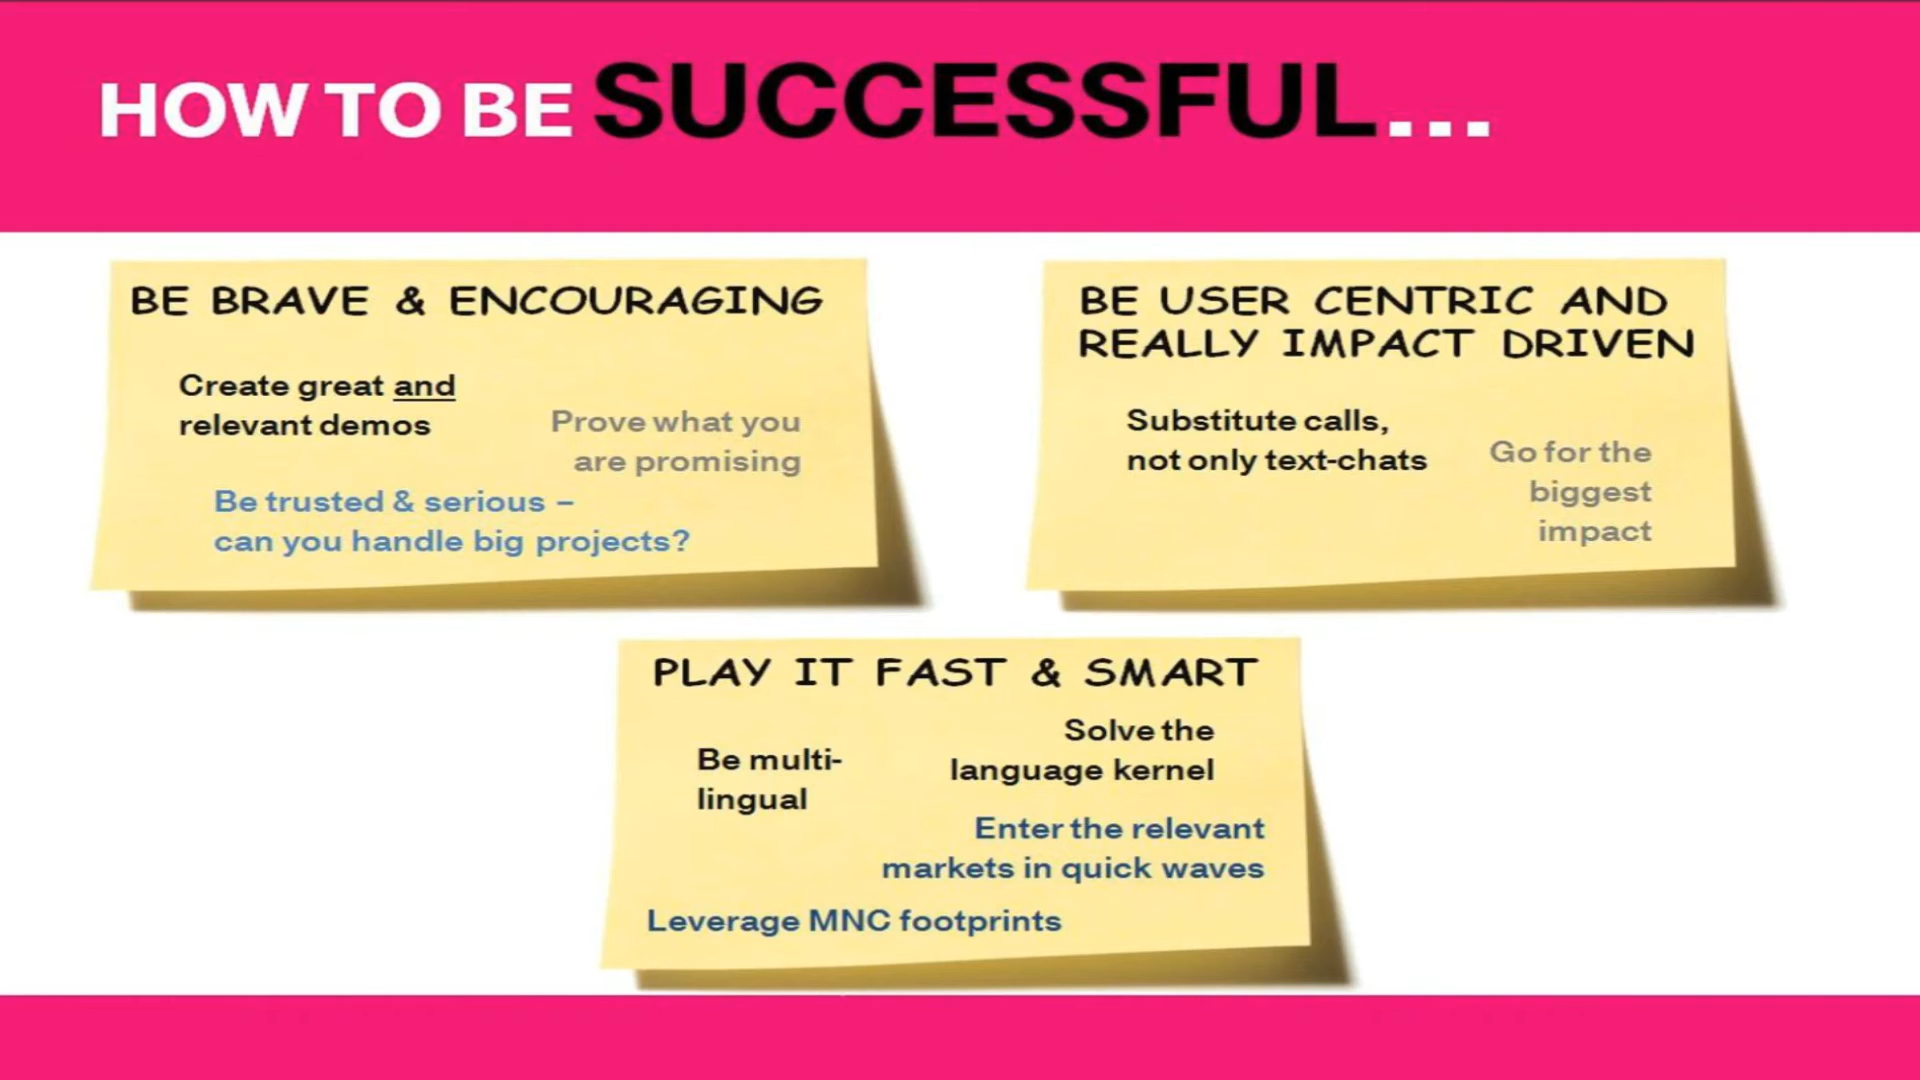 HOW TO BE SUCCESSFUL...
BE BRAVE & ENCOURAGING
Create great and
relevant demos
Prove what you
are promising
Be trusted & serious –
can you handle big projects?
BE USER CENTRIC AND
REALLY IMPACT DRIVEN
Substitute calls,
not only text-chats
Go for the
biggest
impact
PLAY IT FAST & SMART
Be multi-
lingual
Solve the
language kernel
Enter the relevant
markets in quick waves
Leverage MNC footprints